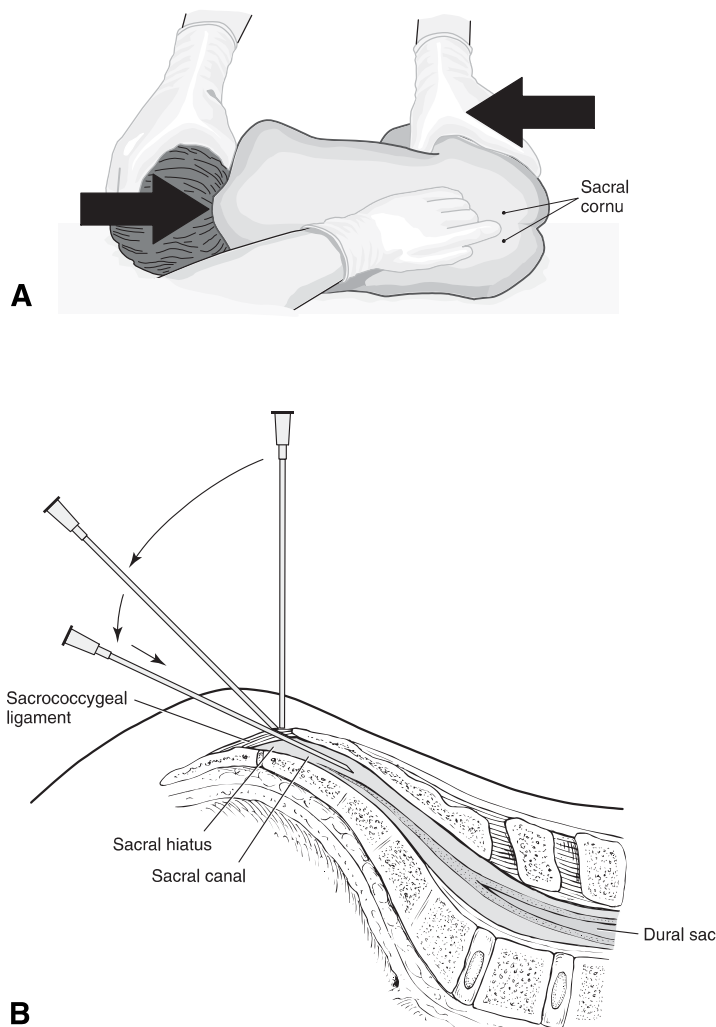 Sacral
cornu
A
Sacrococcygeal
ligament
Sacral hiatus
Sacral canal
Dural sac
B